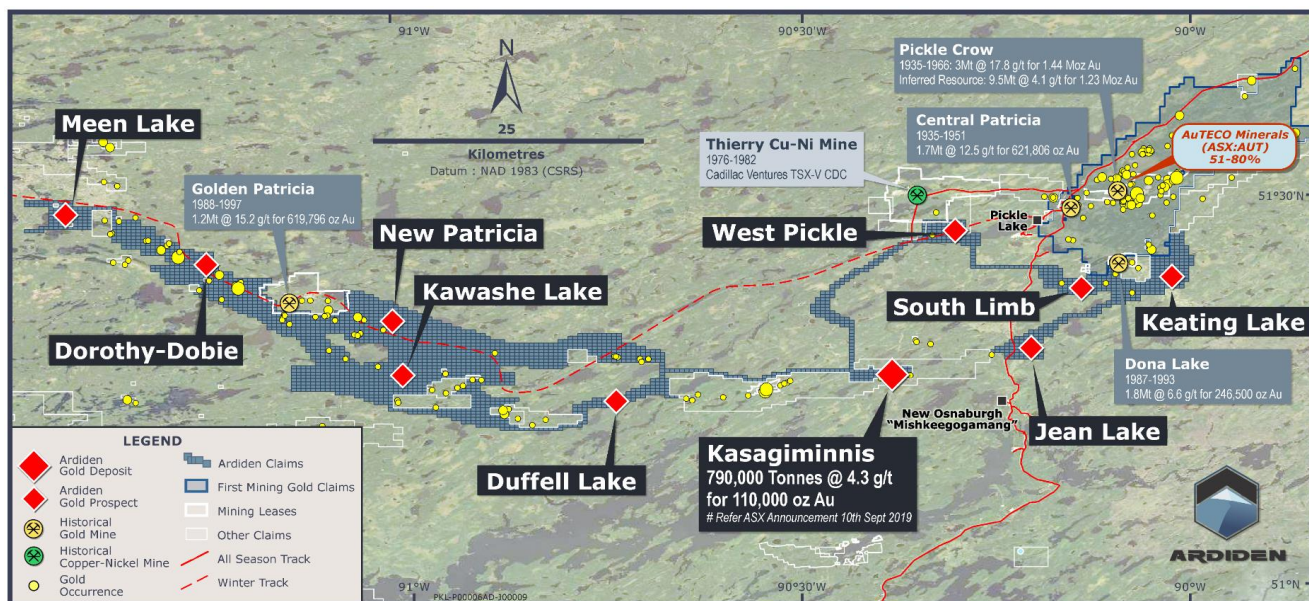 91°W
90°30'W
90°W
N
25
Kilometres
Datum : NAD 1983 (CSRS)
Meen Lake
Golden Patricia
1988-1997
1.2Mt @ 15.2 g/t for 619,796 oz Au
New Patricia
Kawashe Lake
Dorothy-Dobie
Duffell Lake
Thierry Cu-Ni Mine
1976-1982
Cadillac Ventures TSX-V CDC
Pickle Crow
1935-1966: 3Mt @ 17.8 g/t for 1.44 Moz Au
Inferred Resource: 9.5Mt @ 4.1 g/t for 1.23 Moz Au
Central Patricia
1935-1951
1.7Mt @ 12.5 g/t for 621,806 oz Au
AuTECO Minerals
(ASX:AUT)
51-80%
51°30'N
Pickle
Lake
West Pickle
South Limb
Keating Lake
Dona Lake
1987-1993
1.8Mt @ 6.6 g/t for 246,500 oz Au
New Osnaburgh
"Mishkeegogamang"
Jean Lake
Kasagiminnis
790,000 Tonnes @ 4.3 g/t
for 110,000 oz Au
# Refer ASX Announcement 10th Sept 2019
LEGEND
Ardiden
Gold Deposit
Ardiden
Gold Prospect
Historical
Gold Mine
Historical
Copper-Nickel Mine
Gold
Occurrence
Ardiden Claims
First Mining Gold Claims
Mining Leases
Other Claims
All Season Track
Winter Track
ARDIDEN
PKL-P00006AD-J00009
91°W
90°30'W
90°W
51°N